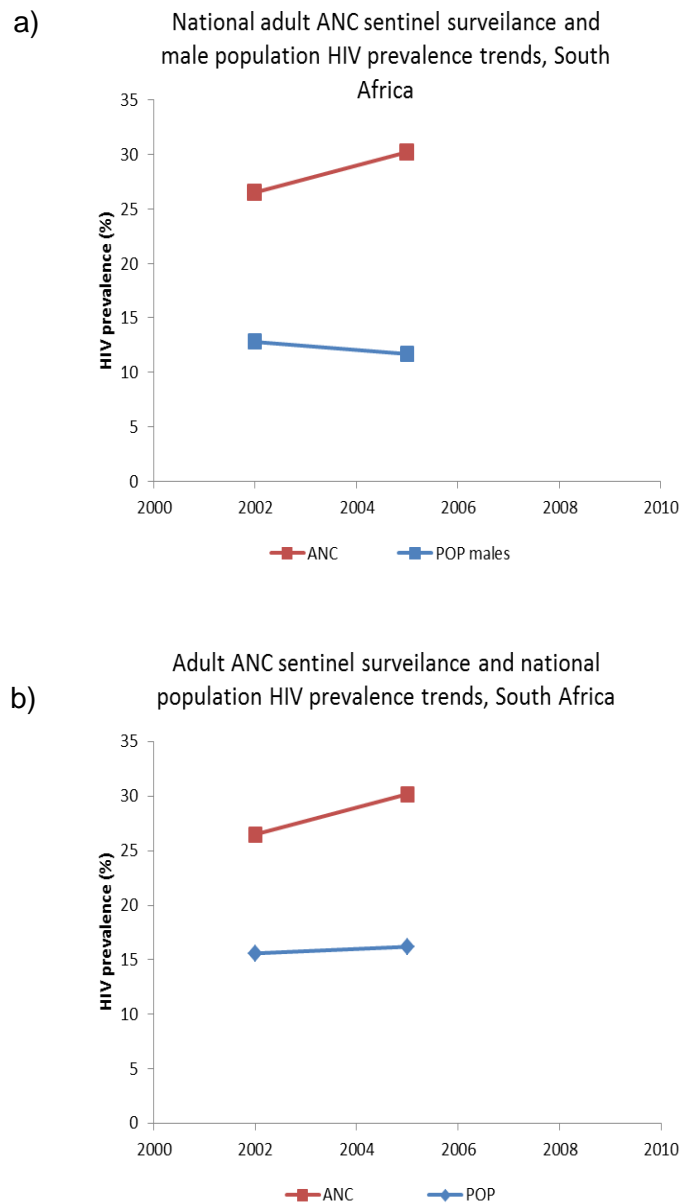 a)
National adult ANC sentinel surveilance and
male population HIV prevalence trends, South
Africa
35
30
25
20
15
10
5
0
HIV prevalence (%)
2000 2002 2004 2006 2008 2010
ANC POP males
b)
Adult ANC sentinel surveilance and national
population HIV prevalence trends, South Africa
35
30
25
20
15
10
5
0
HIV prevalence (%)
2000 2002 2004 2006 2008 2010
ANC POP